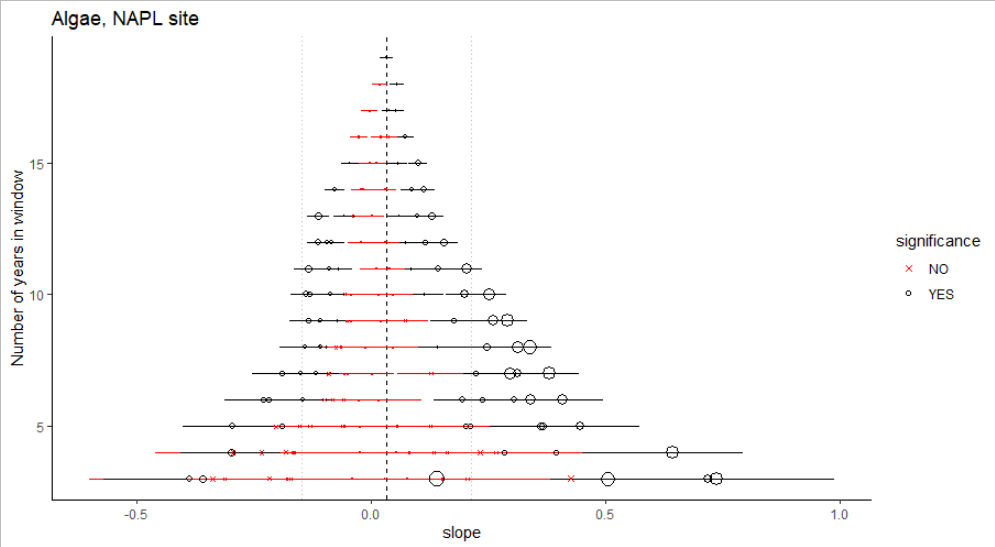 Algae, NAPL site
Number of years in window
15
10
5
-0.5
0.0
0.5
1.0
slope
significance
NO
YES